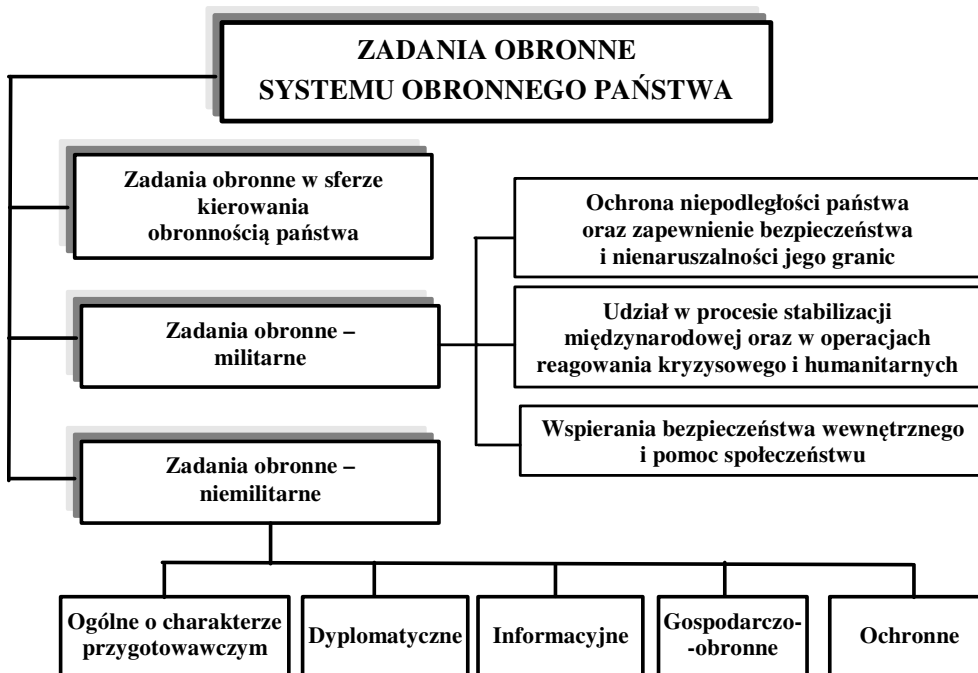 ZADANIA OBRONNE
SYSTEMU OBRONNEGO PAŃSTWA
Zadania obronne w sferze
kierowania
obronnością państwa
Zadania obronne –
militarne
Ochrona niepodległości państwa
oraz zapewnienie bezpieczeństwa
i nienaruszalności jego granic
Udział w procesie stabilizacji
międzynarodowej oraz w operacjach
reagowania kryzysowego i humanitarnych
Wspierania bezpieczeństwa wewnętrznego
i pomoc społeczeństwu
Zadania obronne –
niemilitarne
Ogólne o charakterze
przygotowawczym
Dyplomatyczne
Informacyjne
Gospodarczo-
-obronne
Ochronne